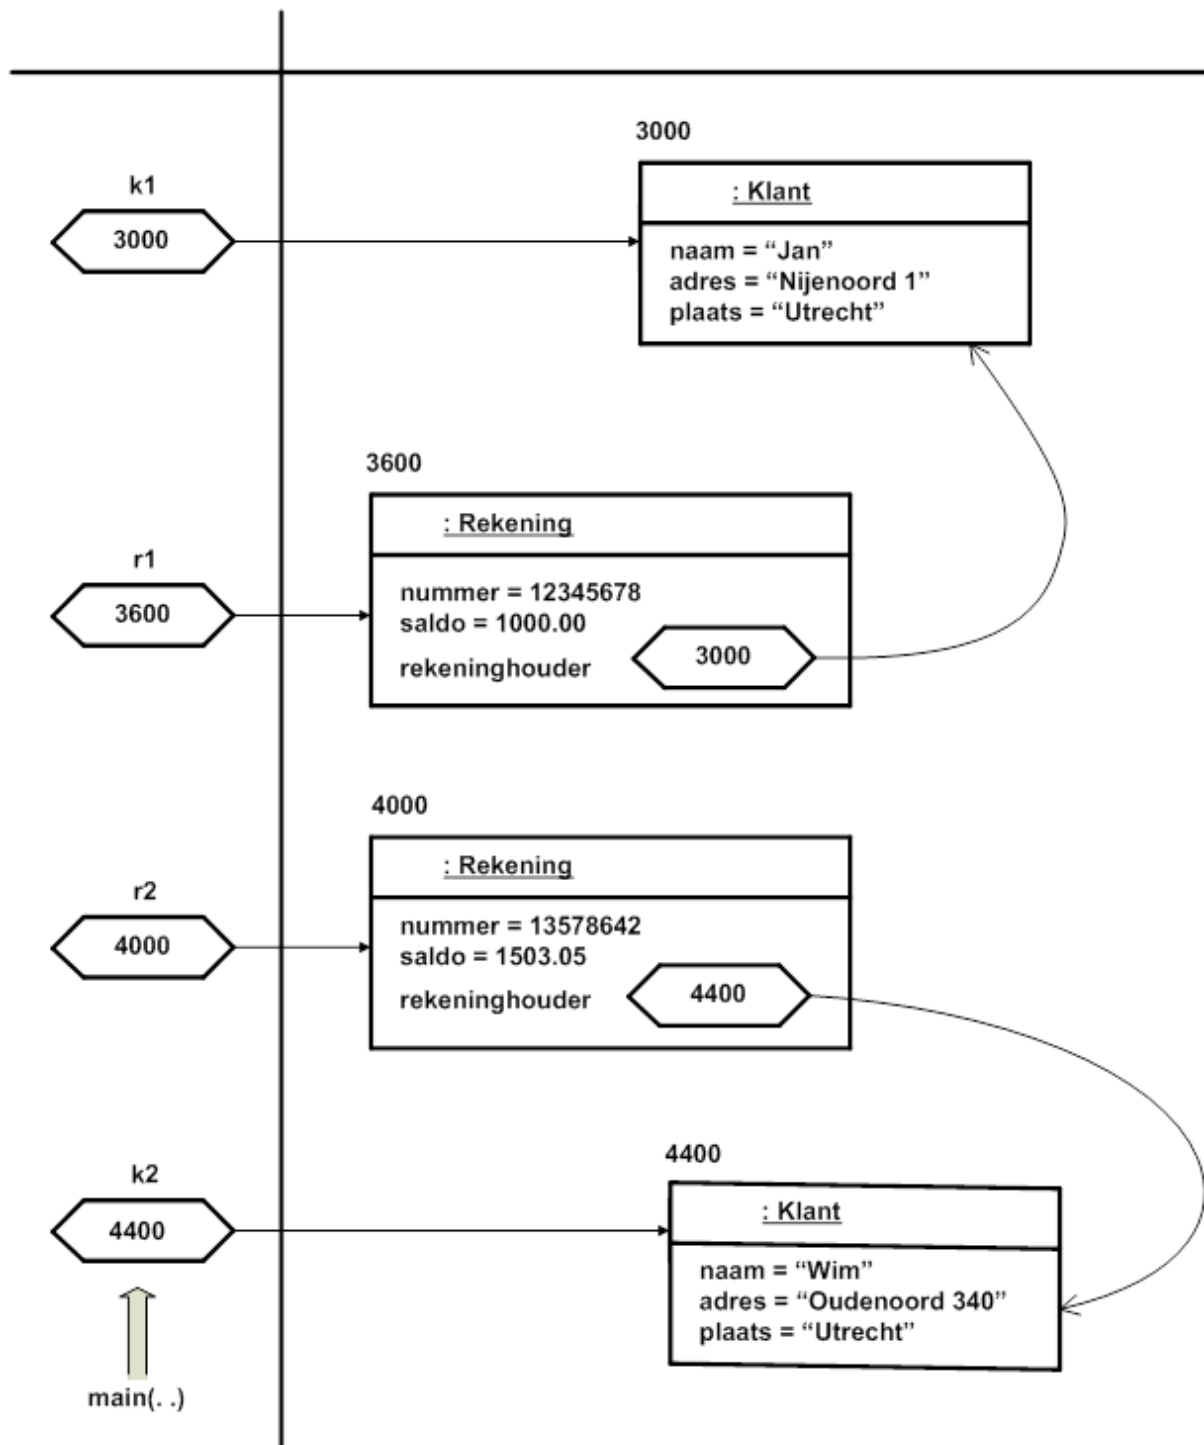 3000
k1
: Klant
3000
naam = “Jan”
adres = “Nijenoord 1”
plaats = “Utrecht”
3600
: Rekening
r1
nummer = 12345678
3600
saldo = 1000.00
3000
rekeninghouder
4000
: Rekening
r2
nummer = 13578642
4000
saldo = 1503.05
4400
rekeninghouder
4400
k2
: Klant
4400
naam = “Wim”
adres = “Oudenoord 340”
plaats = “Utrecht”
main(. .)